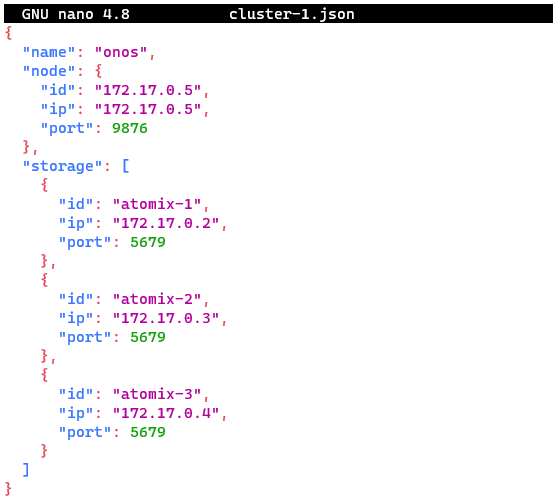 GNU nano 4.8           cluster-1.json
{
  "name": "onos",
  "node": {
    "id": "172.17.0.5",
    "ip": "172.17.0.5",
    "port": 9876
  },
  "storage": [
    {
      "id": "atomix-1",
      "ip": "172.17.0.2",
      "port": 5679
    },
    {
      "id": "atomix-2",
      "ip": "172.17.0.3",
      "port": 5679
    },
    {
      "id": "atomix-3",
      "ip": "172.17.0.4",
      "port": 5679
    }
  ]
}